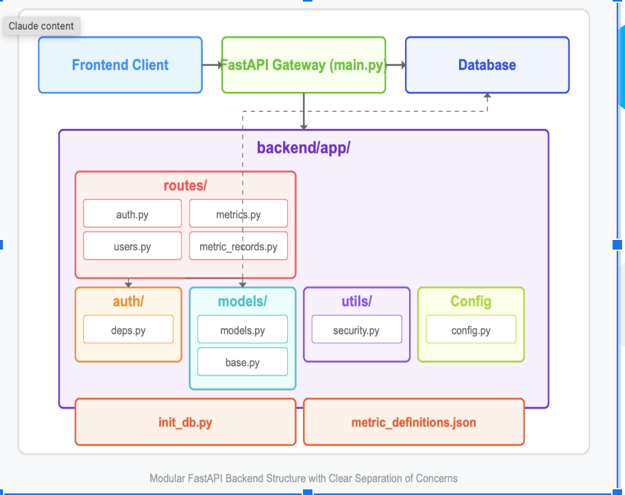 Claude content
Frontend Client
FastAPI Gateway (main.py)
Database
backend/app/
routes/
auth.py
metrics.py
users.py
metric_records.py
auth/
models/
utils/
Config
deps.py
models.py
security.py
config.py
base.py
init_db.py
metric_definitions.json
Modular FastAPI Backend Structure with Clear Separation of Concerns